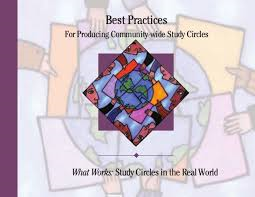 Best Practices
For Producing Community-wide Study Circles
What Works: Study Circles in the Real World